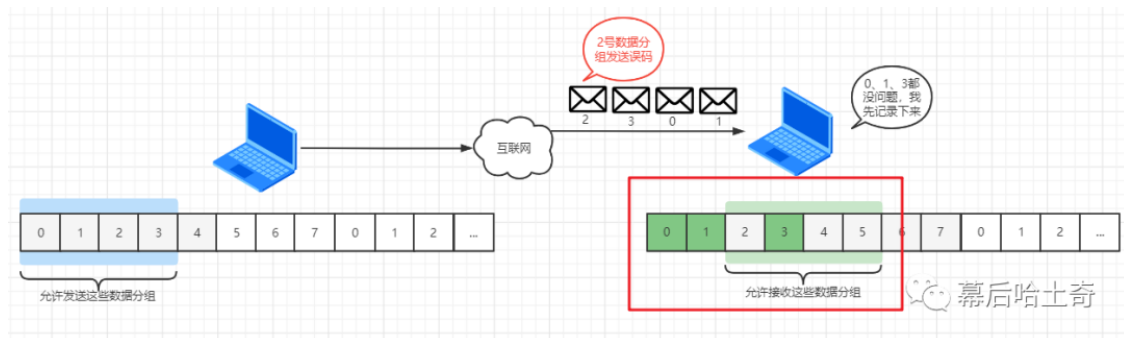 2号数据分
组发送误码
0、1、3都
没问题，我
先记录下来
2 3 0 1
互联网
0 1 2 3 4 5 6 7 0 1 2 ...
0 1 2 3 4 5 6 7 0 1 2 ...
允许发送这些数据分组
允许接收这些数据分组
幕后哈土奇